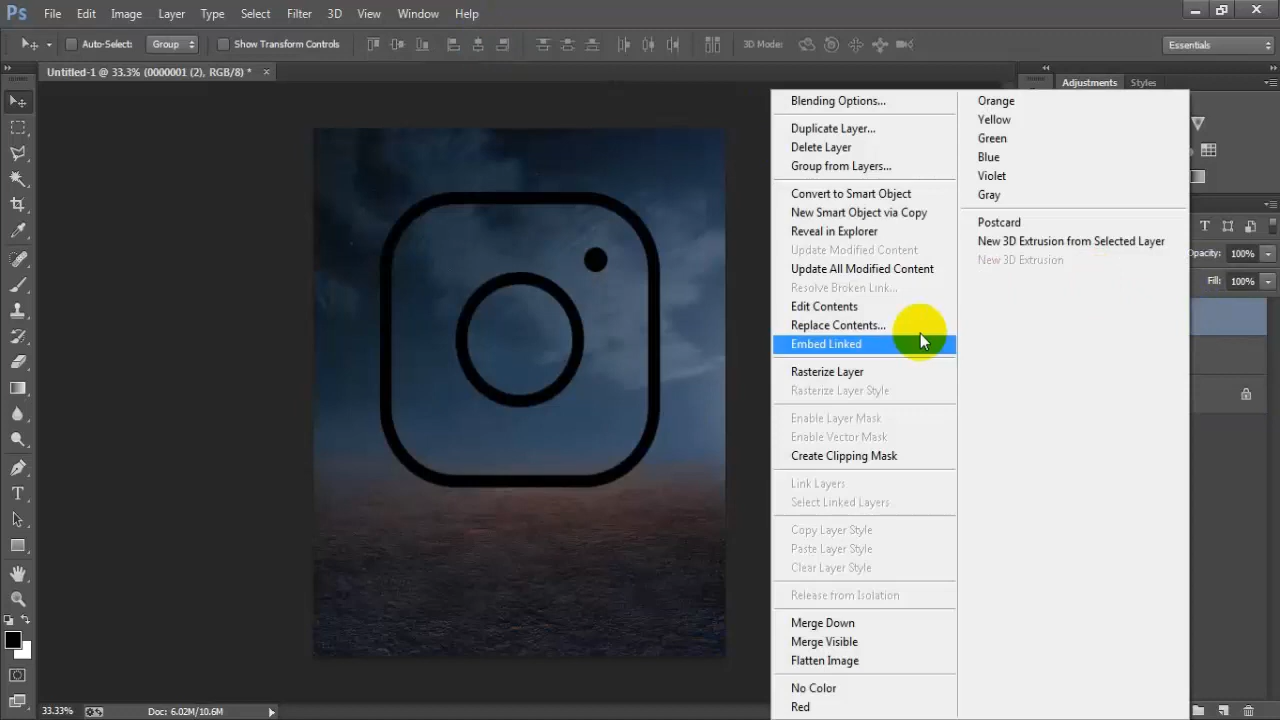 Ps File Edit Image Layer Type Select Filter 3D View Window Help
Auto-Select: Group Show Transform Controls 3D Mode: Essentials
Untitled-1 @ 33.3% (0000001 (2), RGB/8) * ×
Adjustments Styles
Blending Options...
Duplicate Layer...
Delete Layer
Group from Layers...
Convert to Smart Object
New Smart Object via Copy
Reveal in Explorer
Update Modified Content
Update All Modified Content
Resolve Broken Link...
Edit Contents
Replace Contents...
Embed Linked
Rasterize Layer
Rasterize Layer Style
Enable Layer Mask
Enable Vector Mask
Create Clipping Mask
Link Layers
Select Linked Layers
Copy Layer Style
Paste Layer Style
Clear Layer Style
Release from Isolation
Merge Down
Merge Visible
Flatten Image
No Color
Red
Orange
Yellow
Green
Blue
Violet
Gray
Postcard
New 3D Extrusion from Selected Layer
New 3D Extrusion
Opacity: 100%
Fill: 100%
33.33% Doc: 6.02M/10.6M